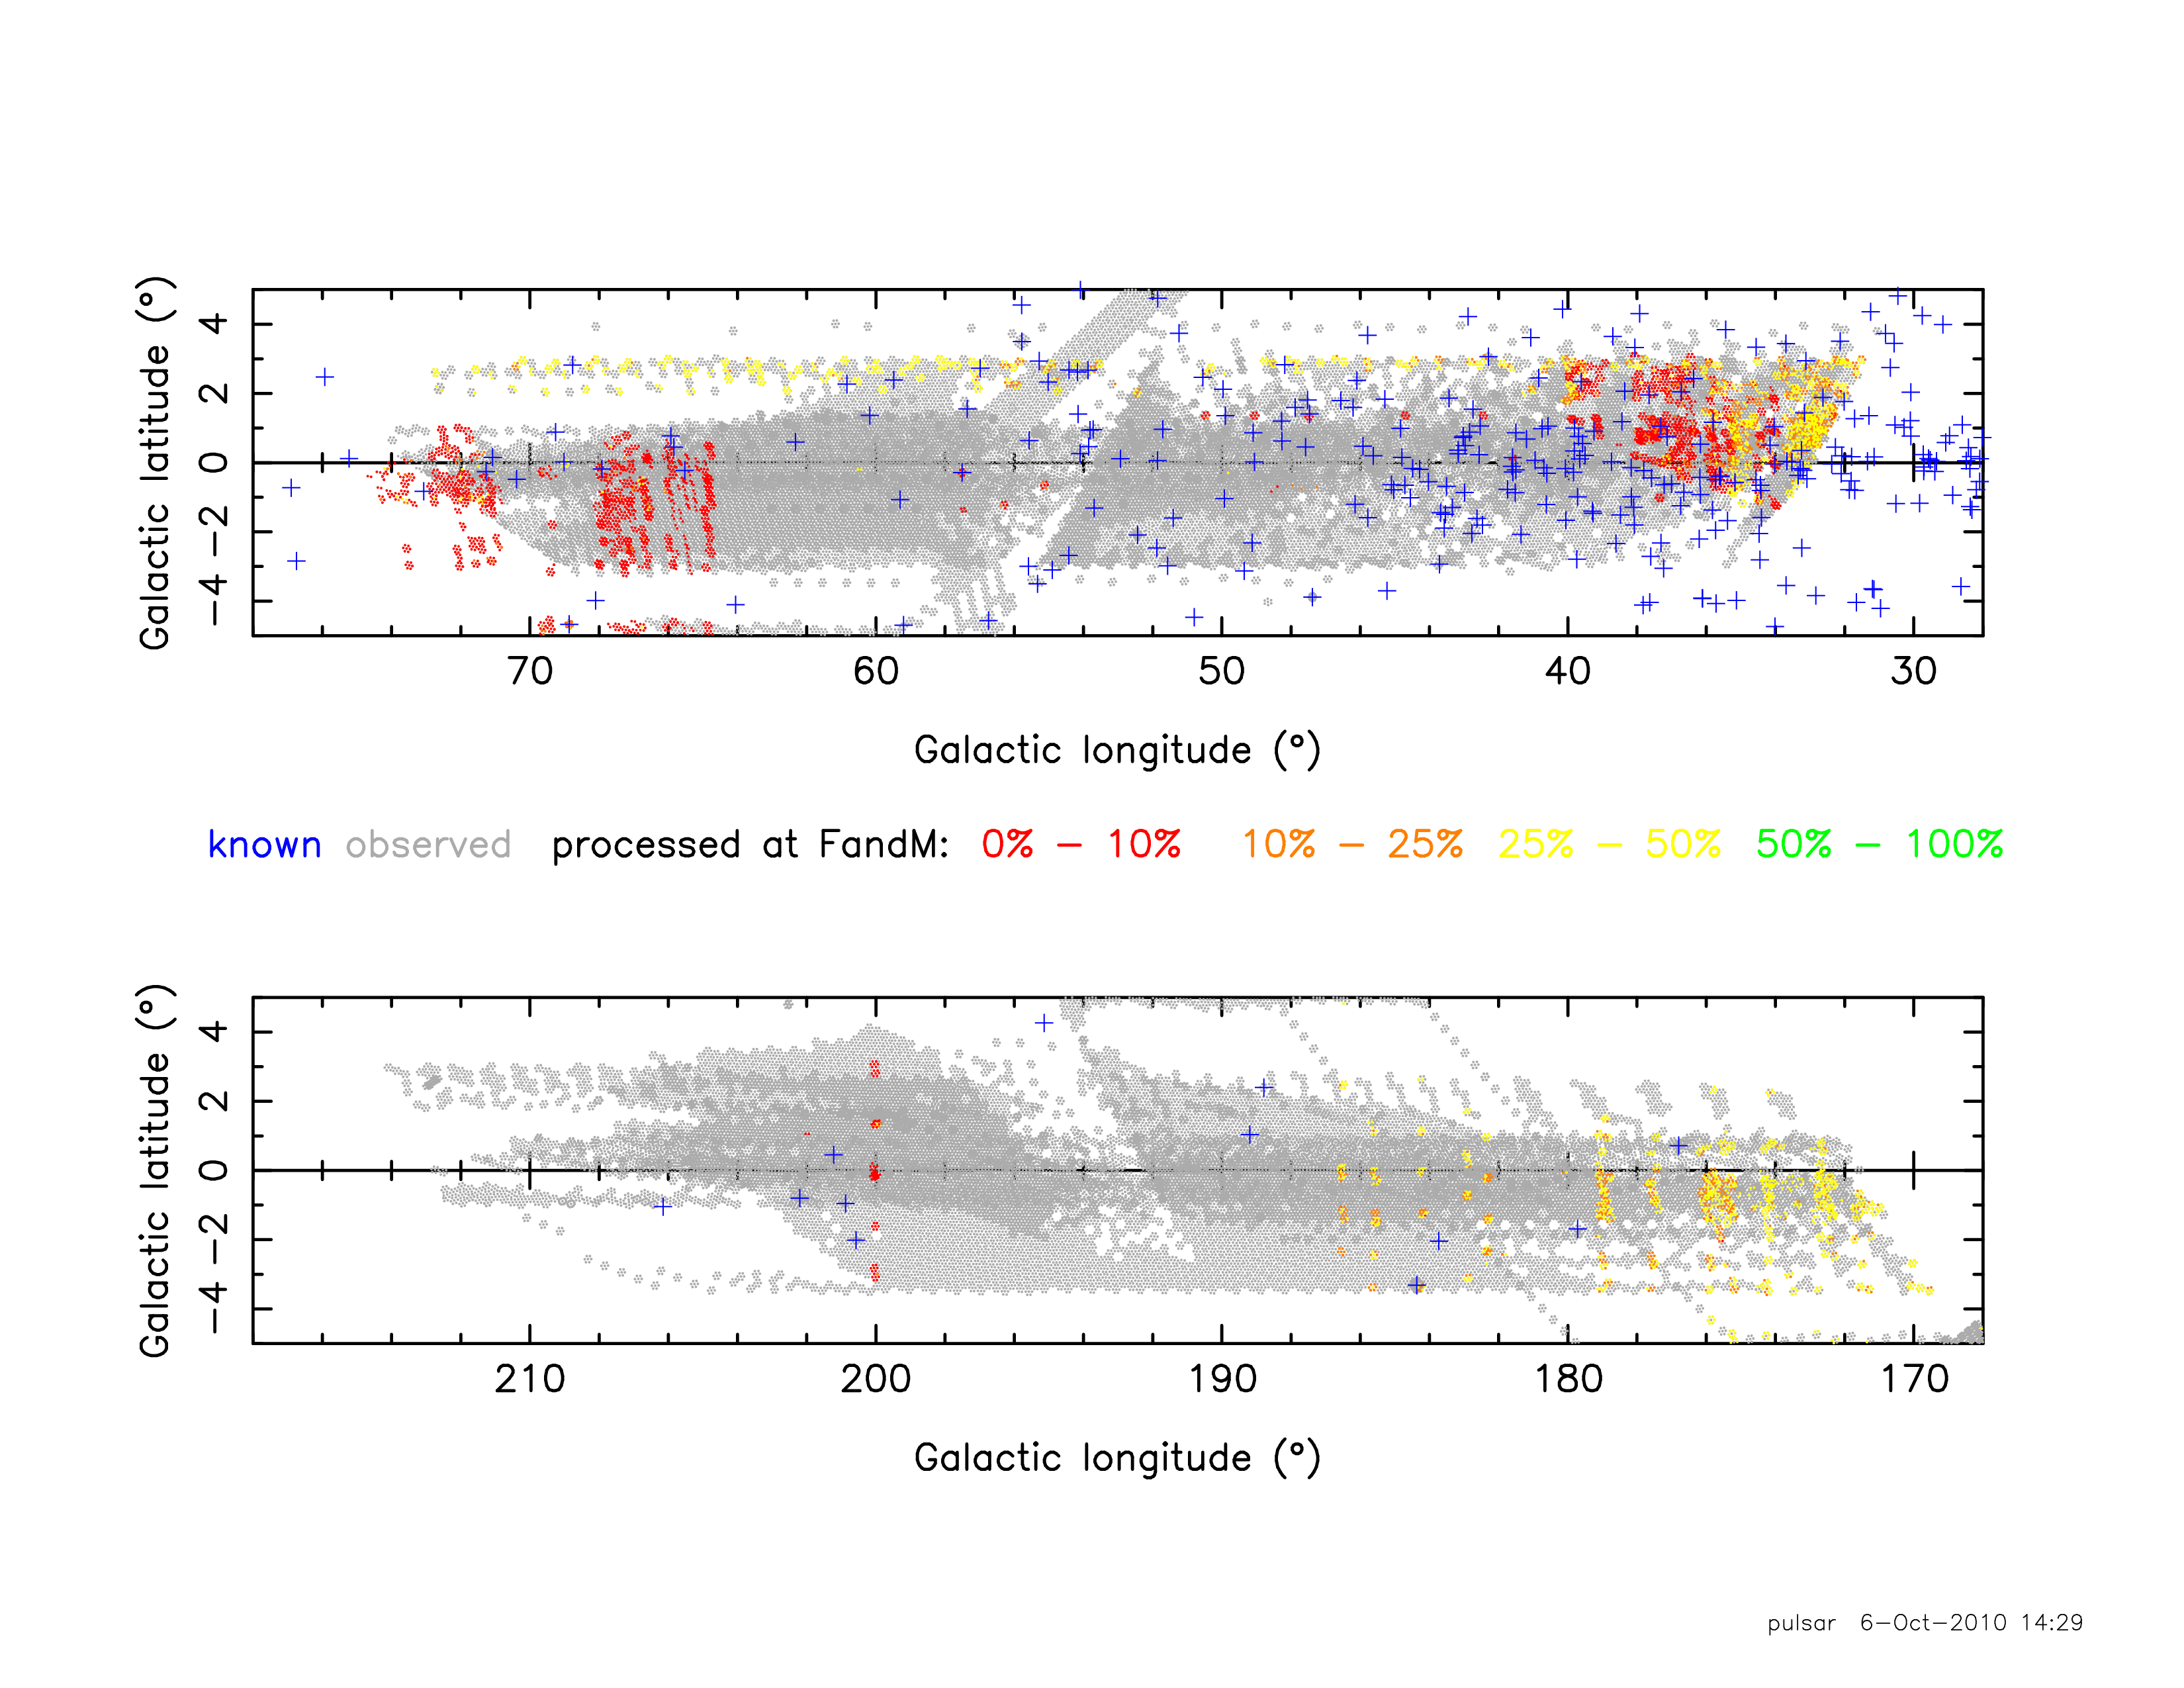 Galactic latitude (°)
4
2
0
−2
−4
70 60 50 40 30
Galactic longitude (°)
known observed processed at FandM: 0% − 10% 10% − 25% 25% − 50% 50% − 100%
Galactic latitude (°)
4
2
0
−2
−4
210 200 190 180 170
Galactic longitude (°)
pulsar 6−Oct−2010 14:29